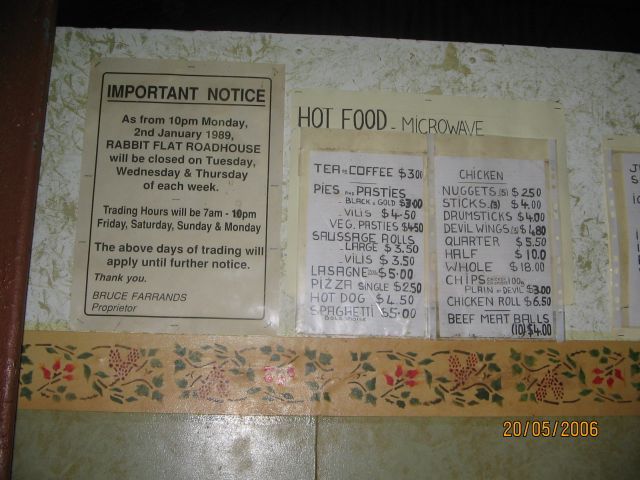 IMPORTANT NOTICE
As from 10pm Monday,
2nd January 1989,
RABBIT FLAT ROADHOUSE
will be closed on Tuesday,
Wednesday & Thursday
of each week.
Trading Hours will be 7am - 10pm
Friday, Saturday, Sunday & Monday
The above days of trading will
apply until further notice.
Thank you.
BRUCE FARRANDS
Proprietor
HOT FOOD - MICROWAVE
TEA COFFEE $3.00
PIES AND PASTIES
- BLACK & GOLD $3.00
- VILIS $4.50
VEG. PASTIES $4.50
SAUSSAGE ROLLS
LARGE $3.50
- VILIS $3.50
LASAGNE $5.00
PIZZA SINGLE $2.50
HOT DOG $4.50
SPAGHETTI $5.00
CHICKEN
NUGGETS (5) $2.50
STICKS $4.00
DRUMSTICKS $4.00
DEVIL WINGS (5) $4.80
QUARTER $5.50
HALF $10.0
WHOLE $18.00
CHIPS 100g
PLAIN or DEVIL $3.00
CHICKEN ROLL $6.50
BEEF MEAT BALLS
(10) $4.00
20/05/2006